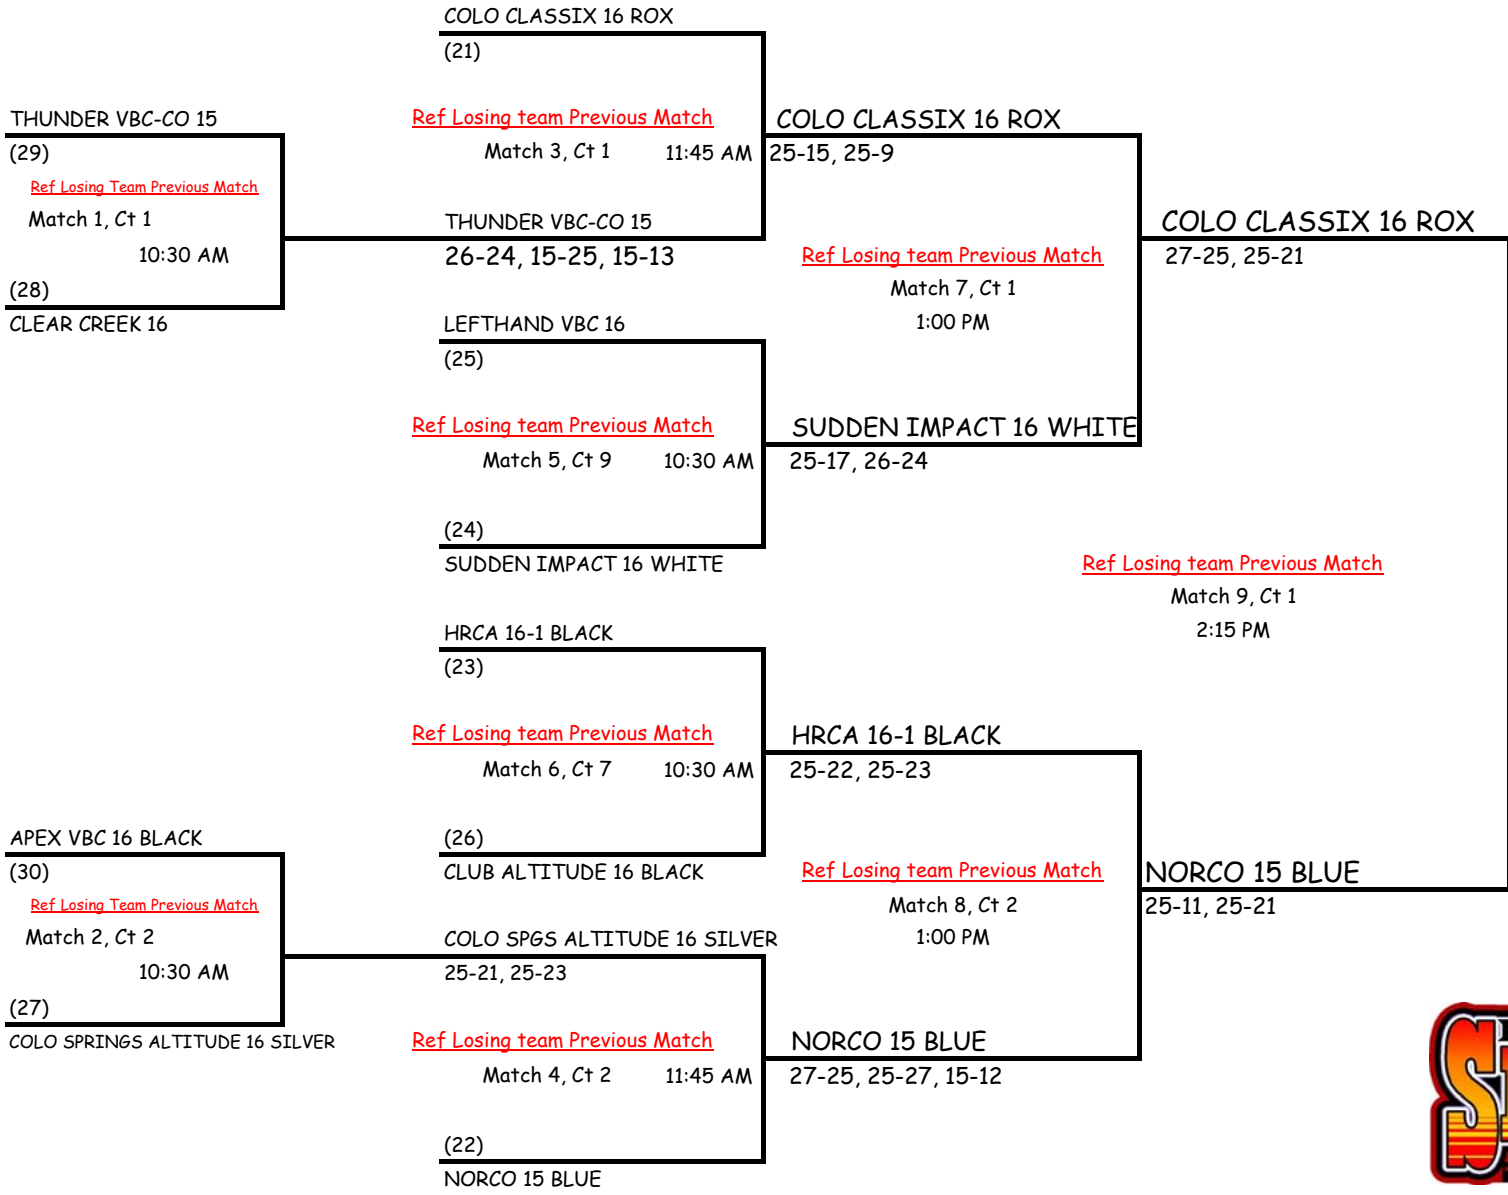 COLO CLASSIX 16 ROX
(21)
THUNDER VBC-CO 15
Ref Losing team Previous Match
COLO CLASSIX 16 ROX
(29)
Match 3, Ct 1
11:45 AM
25-15, 25-9
Ref Losing Team Previous Match
Match 1, Ct 1
THUNDER VBC-CO 15
COLO CLASSIX 16 ROX
10:30 AM
26-24, 15-25, 15-13
Ref Losing team Previous Match
27-25, 25-21
(28)
Match 7, Ct 1
CLEAR CREEK 16
LEFTHAND VBC 16
1:00 PM
(25)
Ref Losing team Previous Match
SUDDEN IMPACT 16 WHITE
Match 5, Ct 9
10:30 AM
25-17, 26-24
(24)
SUDDEN IMPACT 16 WHITE
Ref Losing team Previous Match
Match 9, Ct 1
HRCA 16-1 BLACK
2:15 PM
(23)
Ref Losing team Previous Match
HRCA 16-1 BLACK
Match 6, Ct 7
10:30 AM
25-22, 25-23
APEX VBC 16 BLACK
(26)
(30)
CLUB ALTITUDE 16 BLACK
Ref Losing team Previous Match
NORCO 15 BLUE
Ref Losing Team Previous Match
Match 8, Ct 2
25-11, 25-21
Match 2, Ct 2
COLO SPGS ALTITUDE 16 SILVER
1:00 PM
10:30 AM
25-21, 25-23
(27)
COLO SPRINGS ALTITUDE 16 SILVER
Ref Losing team Previous Match
NORCO 15 BLUE
Match 4, Ct 2
11:45 AM
27-25, 25-27, 15-12
(22)
NORCO 15 BLUE